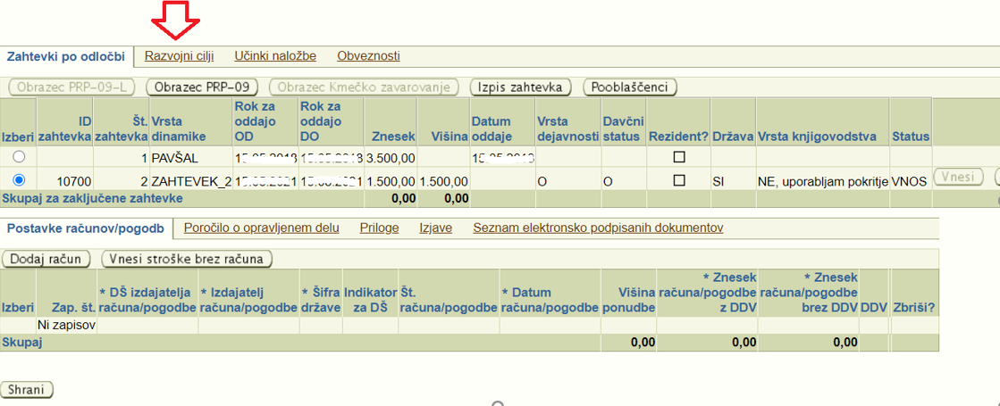 Zahtevki po odločbi Razvojni cilji Učinki naložbe Obveznosti
Obrazec PRP-09-L Obrazec PRP-09 Obrazec Kmečko zavarovanje Izpis zahtevka Pooblaščenci
Izberi ID zahtevka Št. zahtevka Vrsta dinamike Rok za oddajo OD Rok za oddajo DO Znesek Višina Datum oddaje Vrsta dejavnosti Davčni status Rezident? Država Vrsta knjigovodstva Status
1 PAVŠAL 3.500,00
10700 2 ZAHTEVEK_2 1.500,00 1.500,00 O O SI NE, uporabljam pokritje VNOS Vnesi
Skupaj za zaključene zahtevke 0,00 0,00
Postavke računov/pogodb Poročilo o opravljenem delu Priloge Izjave Seznam elektronsko podpisanih dokumentov
Dodaj račun Vnesi stroške brez računa
Izberi Zap. št. * DŠ izdajatelja računa/pogodbe * Izdajatelj računa/pogodbe * Šifra države Indikator za DŠ Št. računa/pogodbe * Datum računa/pogodbe Višina ponudbe * Znesek računa/pogodbe z DDV * Znesek računa/pogodbe brez DDV DDV Zbriši?
Ni zapisov
Skupaj 0,00 0,00 0,00
Shrani